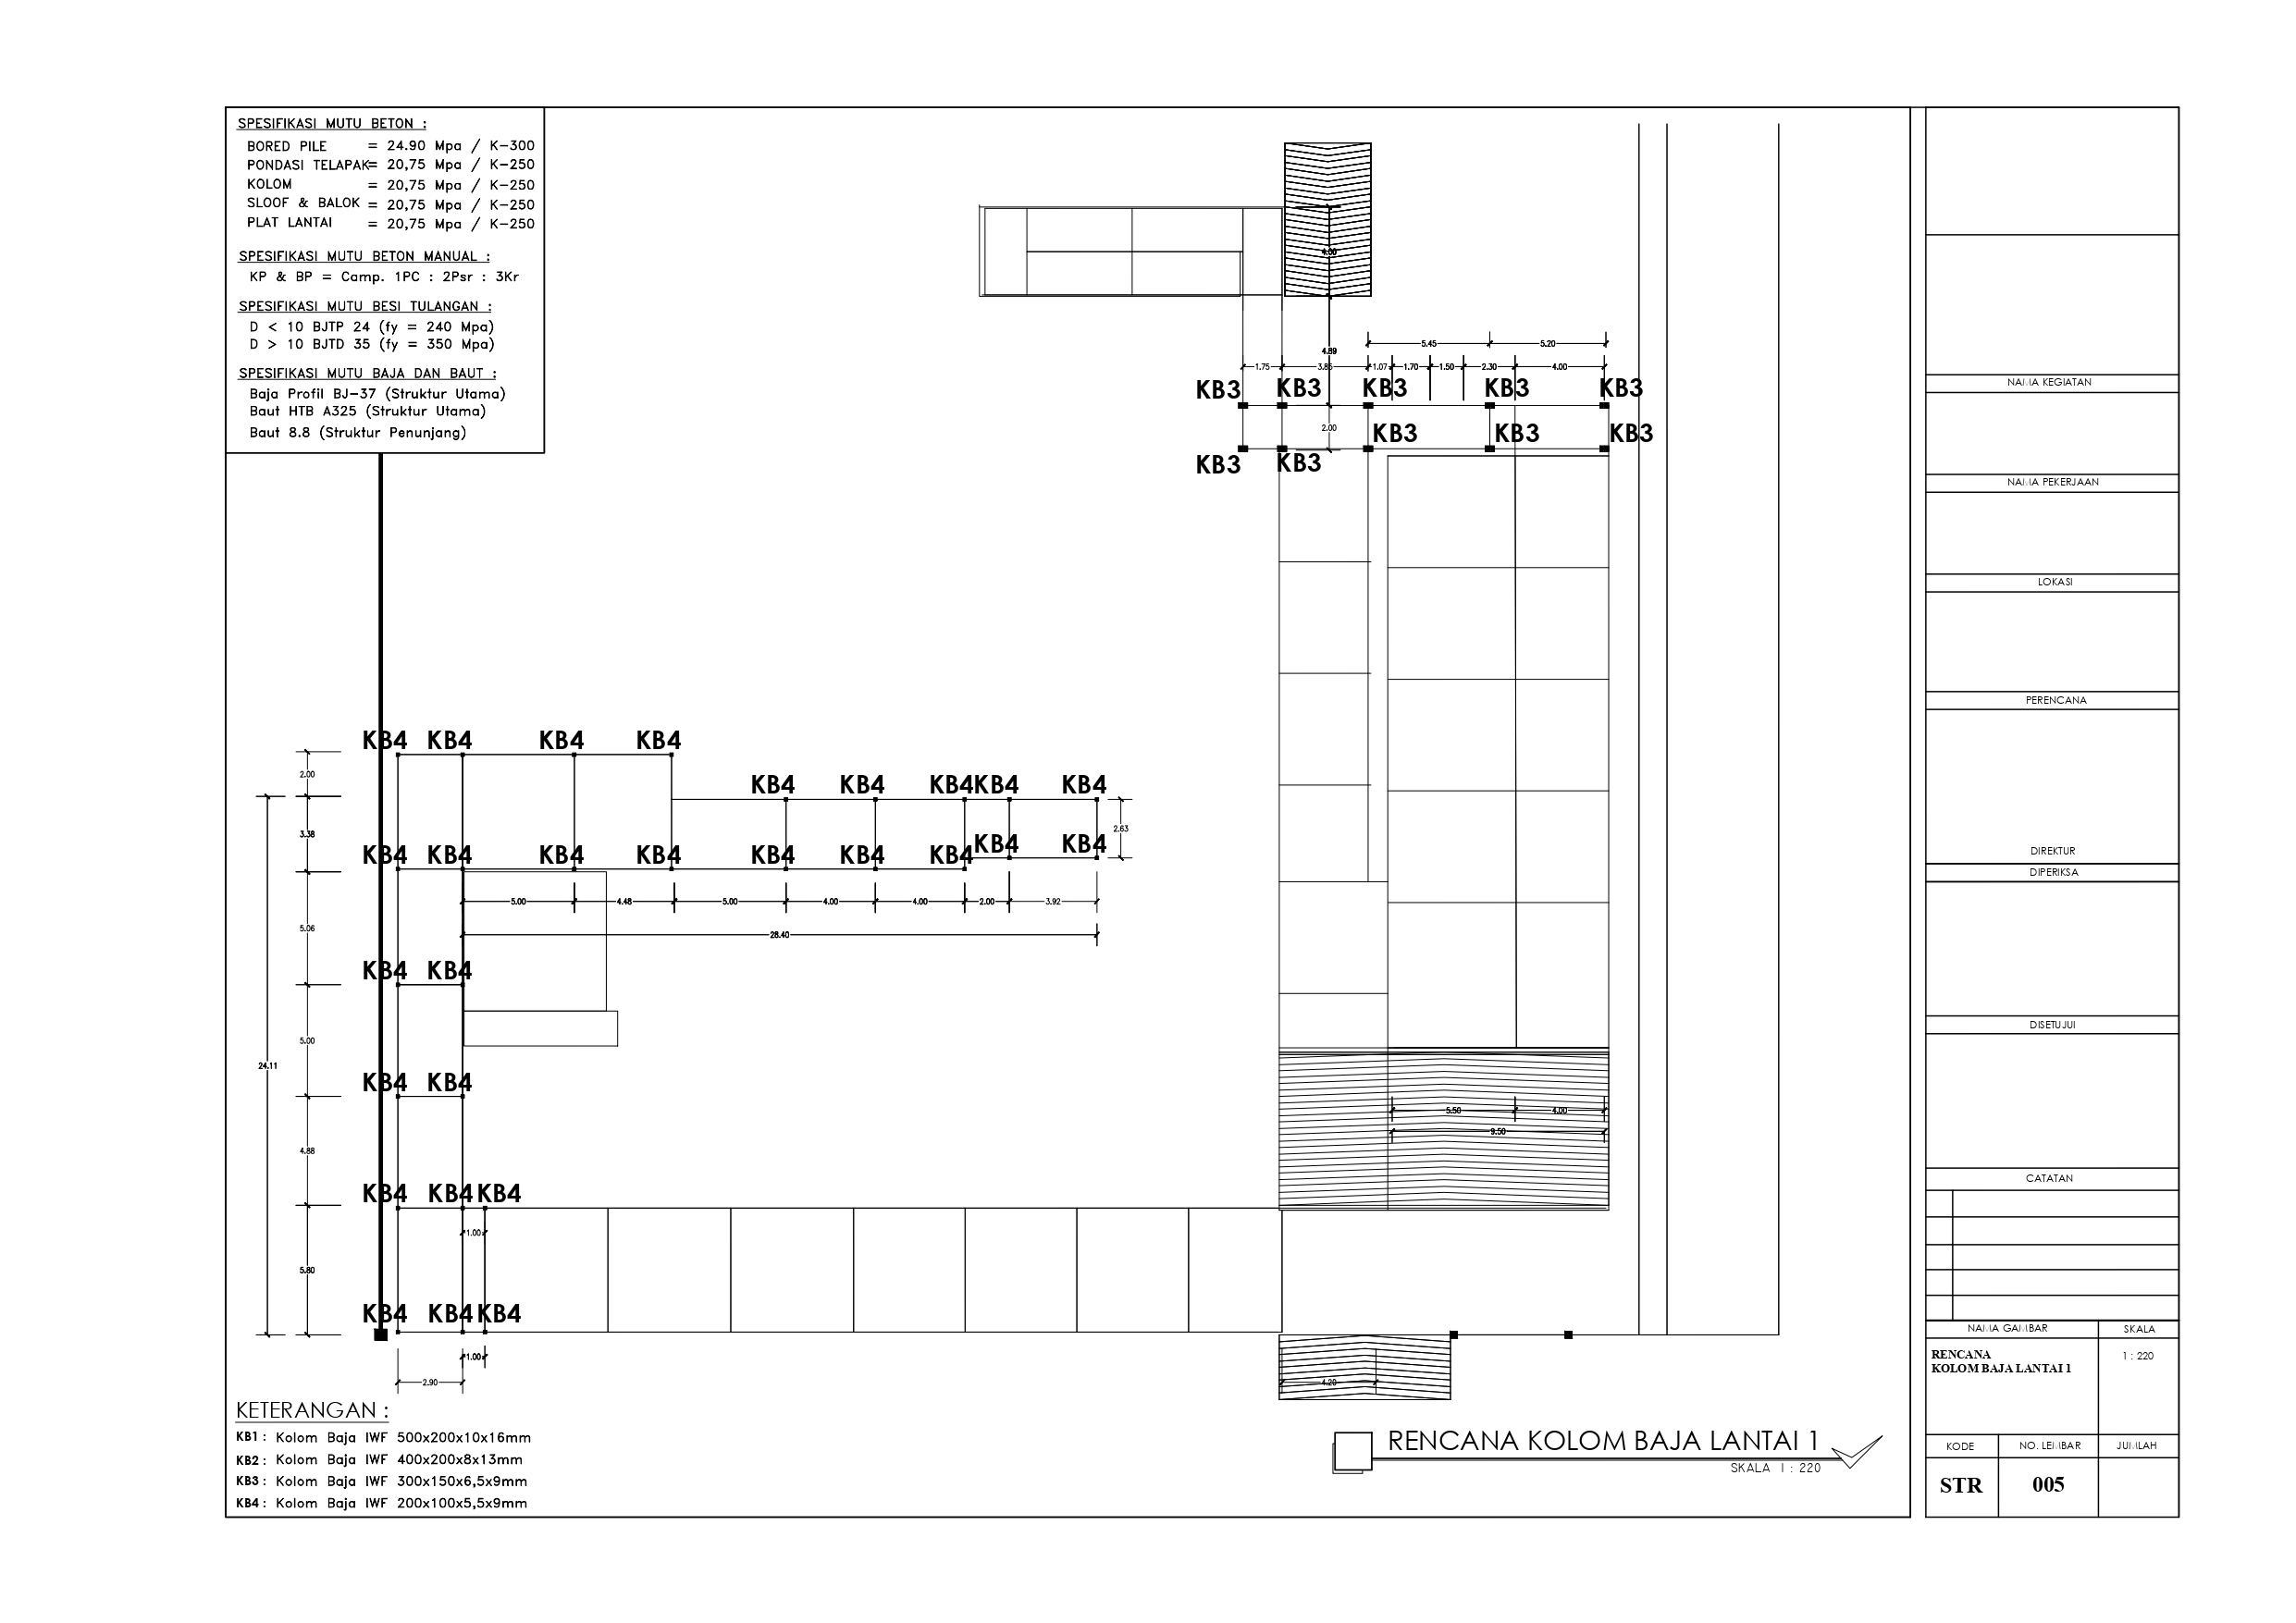 SPESIFIKASI MUTU BETON :
BORED PILE = 24.90 Mpa / K-300
PONDASI TELAPAK= 20,75 Mpa / K-250
KOLOM = 20,75 Mpa / K-250
SLOOF & BALOK = 20,75 Mpa / K-250
PLAT LANTAI = 20,75 Mpa / K-250
SPESIFIKASI MUTU BETON MANUAL :
KP & BP = Camp. 1PC : 2Psr : 3Kr
SPESIFIKASI MUTU BESI TULANGAN :
D < 10 BJTP 24 (fy = 240 Mpa)
D > 10 BJTD 35 (fy = 350 Mpa)
SPESIFIKASI MUTU BAJA DAN BAUT :
Baja Profil BJ-37 (Struktur Utama)
Baut HTB A325 (Struktur Utama)
Baut 8.8 (Struktur Penunjang)
4.00
5.45 5.20
4.89
1.75 3.85 1.07 1.70 1.50 2.30 4.00
KB3 KB3 KB3 KB3 KB3
2.00
KB3 KB3 KB3
KB3 KB3
KB4 KB4 KB4 KB4
2.00
KB4 KB4 KB4 KB4 KB4
2.63
3.38
KB4 KB4
KB4 KB4 KB4 KB4 KB4 KB4 KB4
5.00 4.48 5.00 4.00 4.00 2.00 3.92
5.06
28.40
KB4 KB4
5.00
24.11
KB4 KB4
5.50 4.00
9.50
4.88
KB4 KB4 KB4
1.00
5.80
KB4 KB4 KB4
1.00
2.90
4.20
KETERANGAN :
KB1 : Kolom Baja IWF 500x200x10x16mm
KB2 : Kolom Baja IWF 400x200x8x13mm
KB3 : Kolom Baja IWF 300x150x6,5x9mm
KB4 : Kolom Baja IWF 200x100x5,5x9mm
RENCANA KOLOM BAJA LANTAI 1
SKALA 1 : 220
NAMA KEGIATAN
NAMA PEKERJAAN
LOKASI
PERENCANA
DIREKTUR
DIPERIKSA
DISETUJUI
CATATAN
NAMA GAMBAR SKALA
RENCANA 1 : 220
KOLOM BAJA LANTAI 1
KODE NO. LEMBAR JUMLAH
STR 005